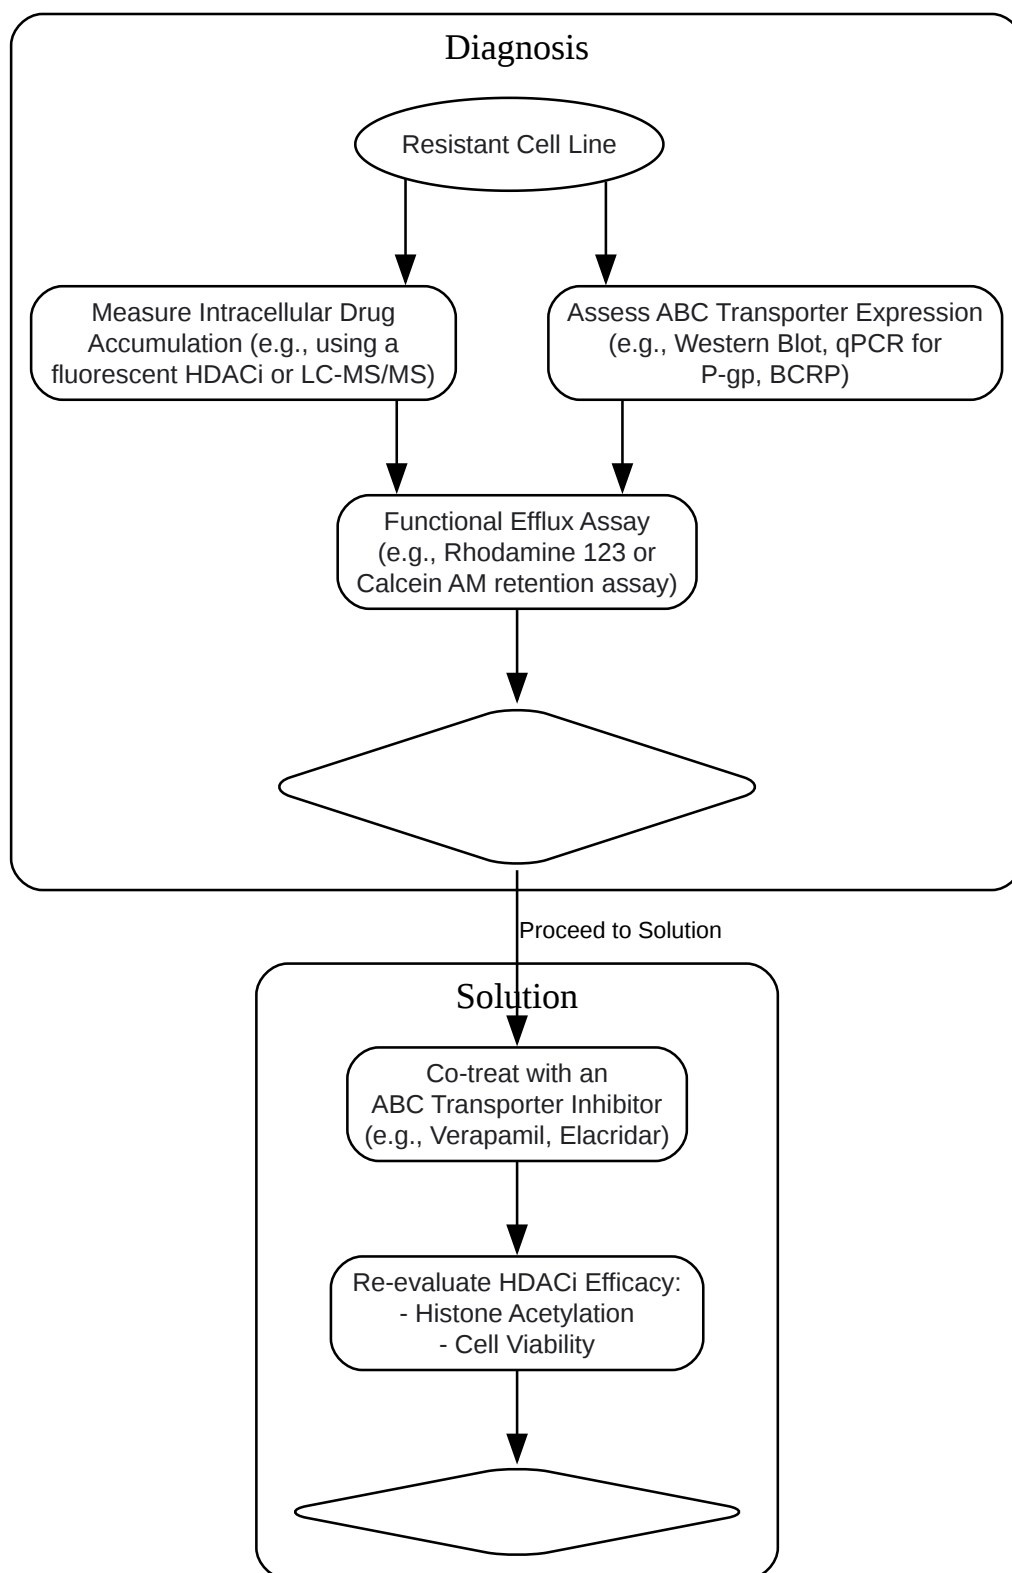 Diagnosis
Resistant Cell Line
Measure Intracellular Drug
Accumulation (e.g., using a
fluorescent HDACi or LC-MS/MS)
Assess ABC Transporter Expression
(e.g., Western Blot, qPCR for
P-gp, BCRP)
Functional Efflux Assay
(e.g., Rhodamine 123 or
Calcein AM retention assay)
Proceed to Solution
Solution
Co-treat with an
ABC Transporter Inhibitor
(e.g., Verapamil, Elacridar)
Re-evaluate HDACi Efficacy:
- Histone Acetylation
- Cell Viability